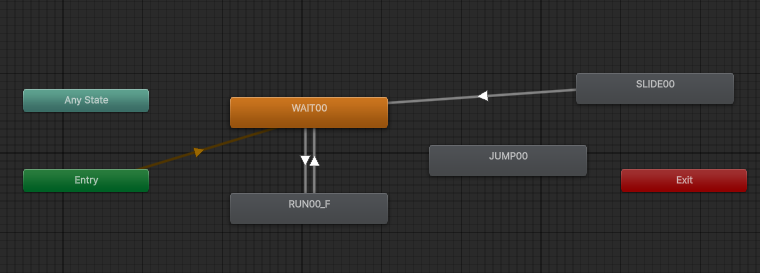 SLIDE00
Any State
WAIT00
JUMP00
Entry
Exit
RUN00_F